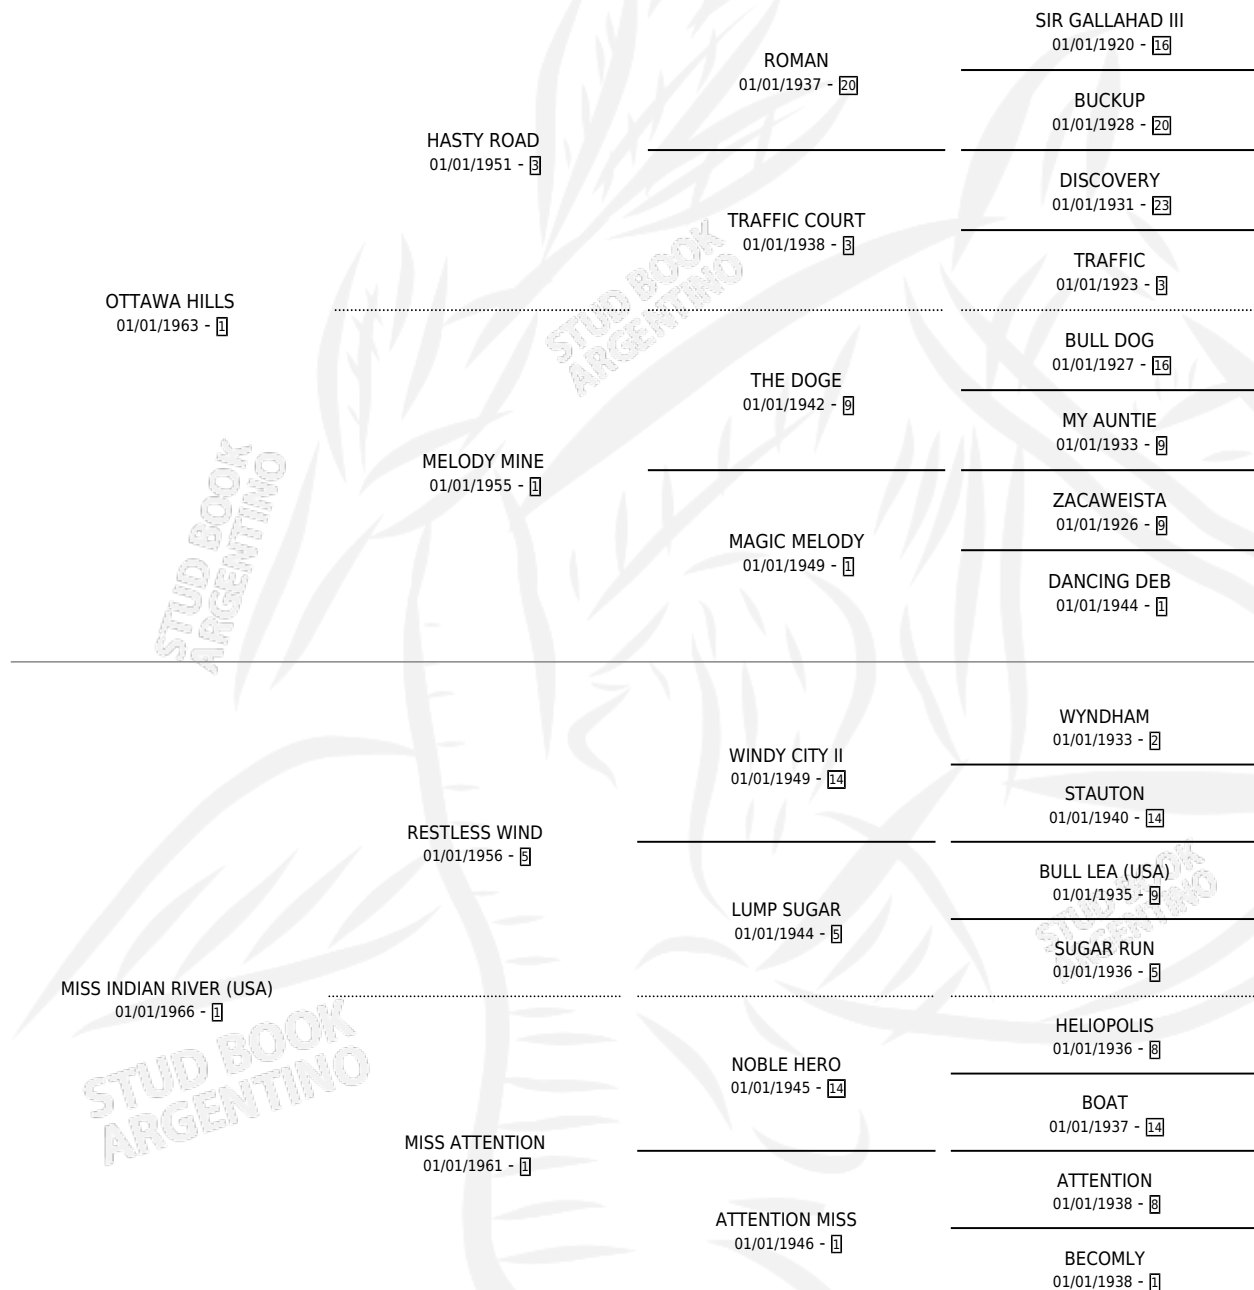 SIR GALLAHAD III
01/01/1920 - 16
ROMAN
01/01/1937 - 20
BUCKUP
01/01/1928 - 20
HASTY ROAD
01/01/1951 - 3
DISCOVERY
01/01/1931 - 23
TRAFFIC COURT
01/01/1938 - 3
TRAFFIC
01/01/1923 - 3
OTTAWA HILLS
01/01/1963 - 1
BULL DOG
01/01/1927 - 16
THE DOGE
01/01/1942 - 9
MY AUNTIE
01/01/1933 - 9
MELODY MINE
01/01/1955 - 1
ZACAWEISTA
01/01/1926 - 9
MAGIC MELODY
01/01/1949 - 1
DANCING DEB
01/01/1944 - 1
WYNDHAM
01/01/1933 - 2
WINDY CITY II
01/01/1949 - 14
STAUTON
01/01/1940 - 14
RESTLESS WIND
01/01/1956 - 5
BULL LEA (USA)
01/01/1935 - 9
LUMP SUGAR
01/01/1944 - 5
SUGAR RUN
01/01/1936 - 5
MISS INDIAN RIVER (USA)
01/01/1966 - 1
HELIOPOLIS
01/01/1936 - 8
NOBLE HERO
01/01/1945 - 14
BOAT
01/01/1937 - 14
MISS ATTENTION
01/01/1961 - 1
ATTENTION
01/01/1938 - 8
ATTENTION MISS
01/01/1946 - 1
BECOMLY
01/01/1938 - 1
STUD BOOK
ARGENTINO
STUD BOOK
ARGENTINO
STUD BOOK
ARGENTINO
STUD BOOK
ARGENTINO